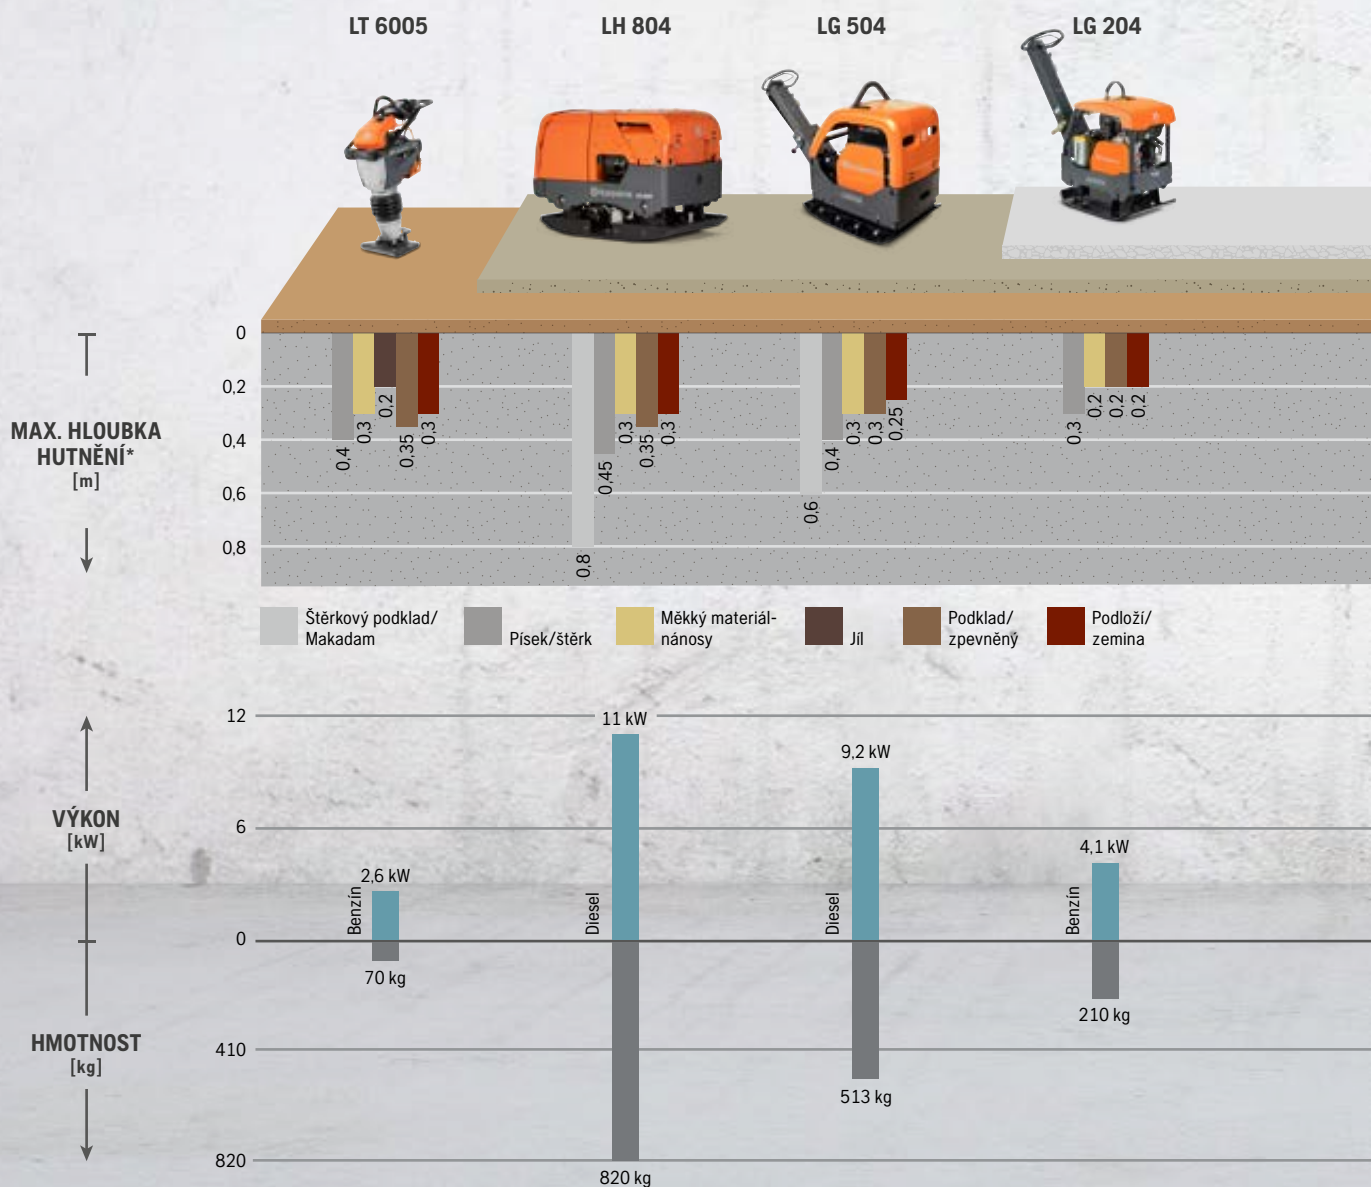 LT 6005
LH 804
LG 504
LG 204
MAX. HLOUBKA
HUTNĚNÍ*
[m]
0
0,2
0,4
0,6
0,8
0,4
0,3
0,2
0,35
0,3
0,8
0,45
0,3
0,35
0,3
0,6
0,4
0,3
0,3
0,25
0,3
0,2
0,2
0,2
Štěrkový podklad/
Makadam
Písek/štěrk
Měkký materiál-
nánosy
Jíl
Podklad/
zpevněný
Podloží/
zemina
VÝKON
[kW]
HMOTNOST
[kg]
12
6
0
410
820
Benzín
2,6 kW
70 kg
Diesel
11 kW
820 kg
Diesel
9,2 kW
513 kg
Benzín
4,1 kW
210 kg